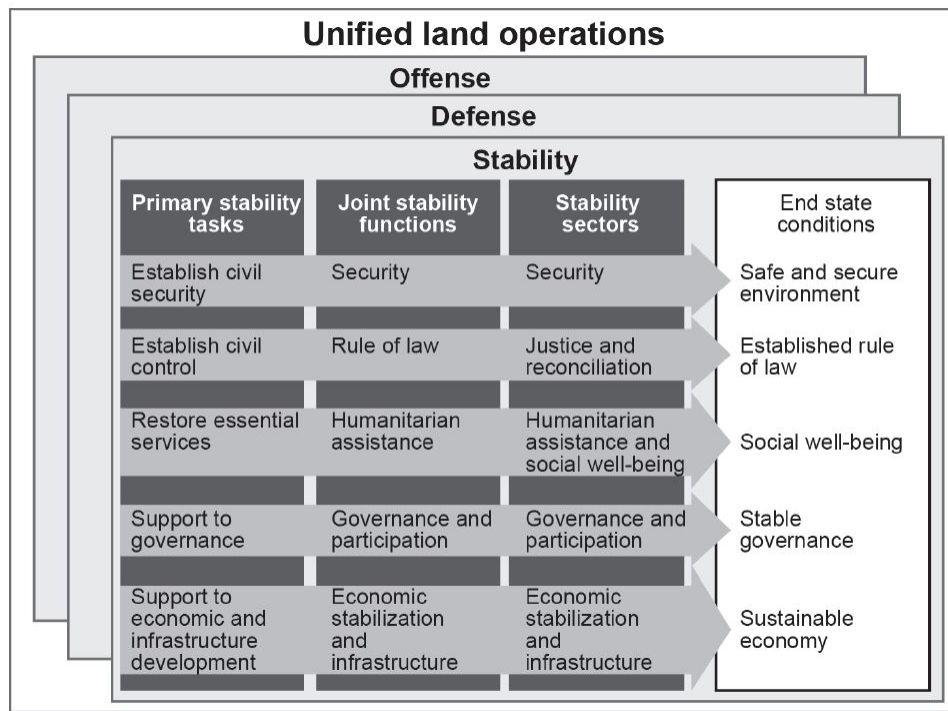 Unified land operations
Offense
Defense
Stability
Primary stability
tasks
Joint stability
functions
Stability
sectors
End state
conditions
Establish civil
security
Security
Security
Safe and secure
environment
Establish civil
control
Rule of law
Justice and
reconciliation
Established rule
of law
Restore essential
services
Humanitarian
assistance
Humanitarian
assistance and
social well-being
Social well-being
Support to
governance
Governance and
participation
Governance and
participation
Stable
governance
Support to
economic and
infrastructure
development
Economic
stabilization
and
infrastructure
Economic
stabilization
and
infrastructure
Sustainable
economy